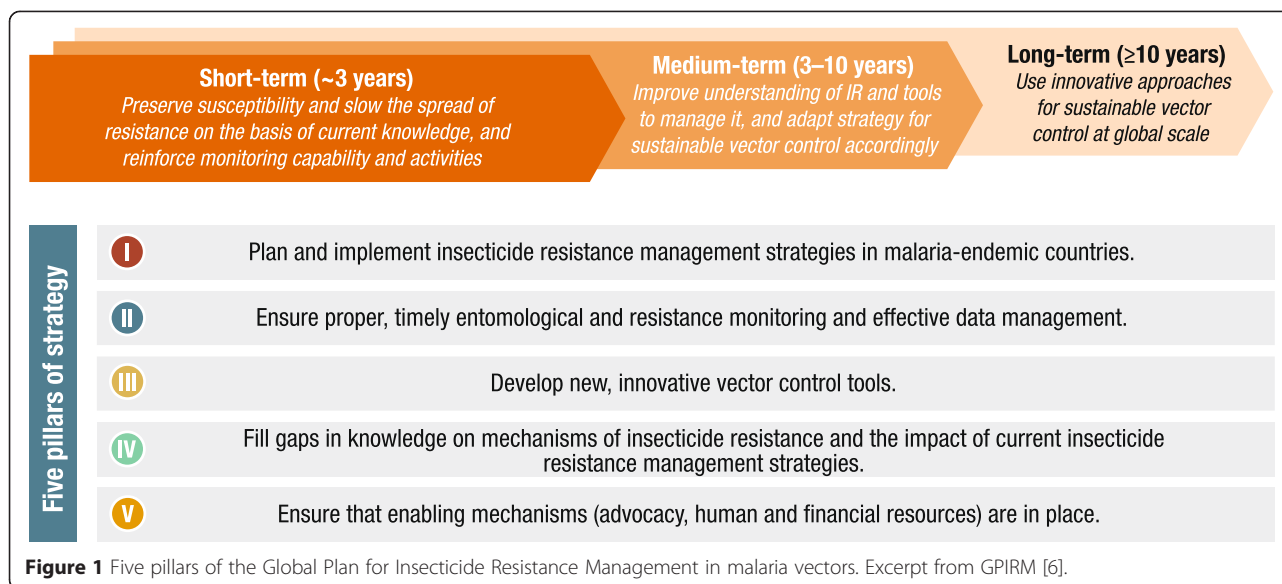 Short-term (~3 years)
Preserve susceptibility and slow the spread of
resistance on the basis of current knowledge, and
reinforce monitoring capability and activities
Medium-term (3–10 years)
Improve understanding of IR and tools
to manage it, and adapt strategy for
sustainable vector control accordingly
Long-term (≥10 years)
Use innovative approaches
for sustainable vector
control at global scale
Five pillars of strategy
I
Plan and implement insecticide resistance management strategies in malaria-endemic countries.
II
Ensure proper, timely entomological and resistance monitoring and effective data management.
III
Develop new, innovative vector control tools.
IV
Fill gaps in knowledge on mechanisms of insecticide resistance and the impact of current insecticide
resistance management strategies.
V
Ensure that enabling mechanisms (advocacy, human and financial resources) are in place.
Figure 1 Five pillars of the Global Plan for Insecticide Resistance Management in malaria vectors. Excerpt from GPIRM [6].